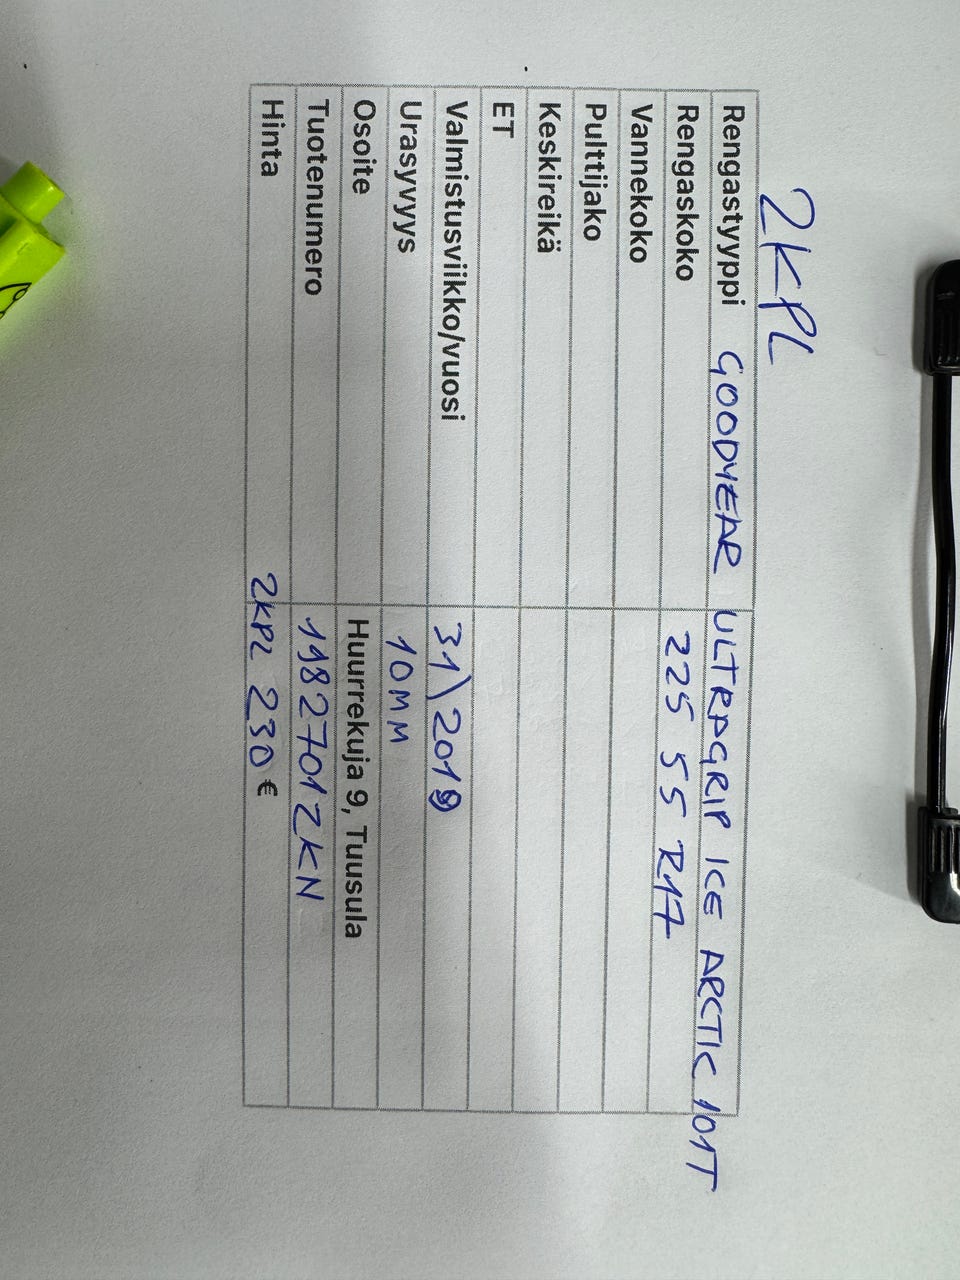 2KPL
Rengastyyppi GOODYEAR ULTRAGRIP ICE ARCTIC 101T
Rengaskoko 225 55 R17
Vannekoko
Pulttijako
Keskireikä
ET
Valmistusviikko/vuosi 31\2019
Urasyvyys 10MM
Osoite Huurrekuja 9, Tuusula
Tuotenumero 1182701ZKN
Hinta 2KPL 230 €